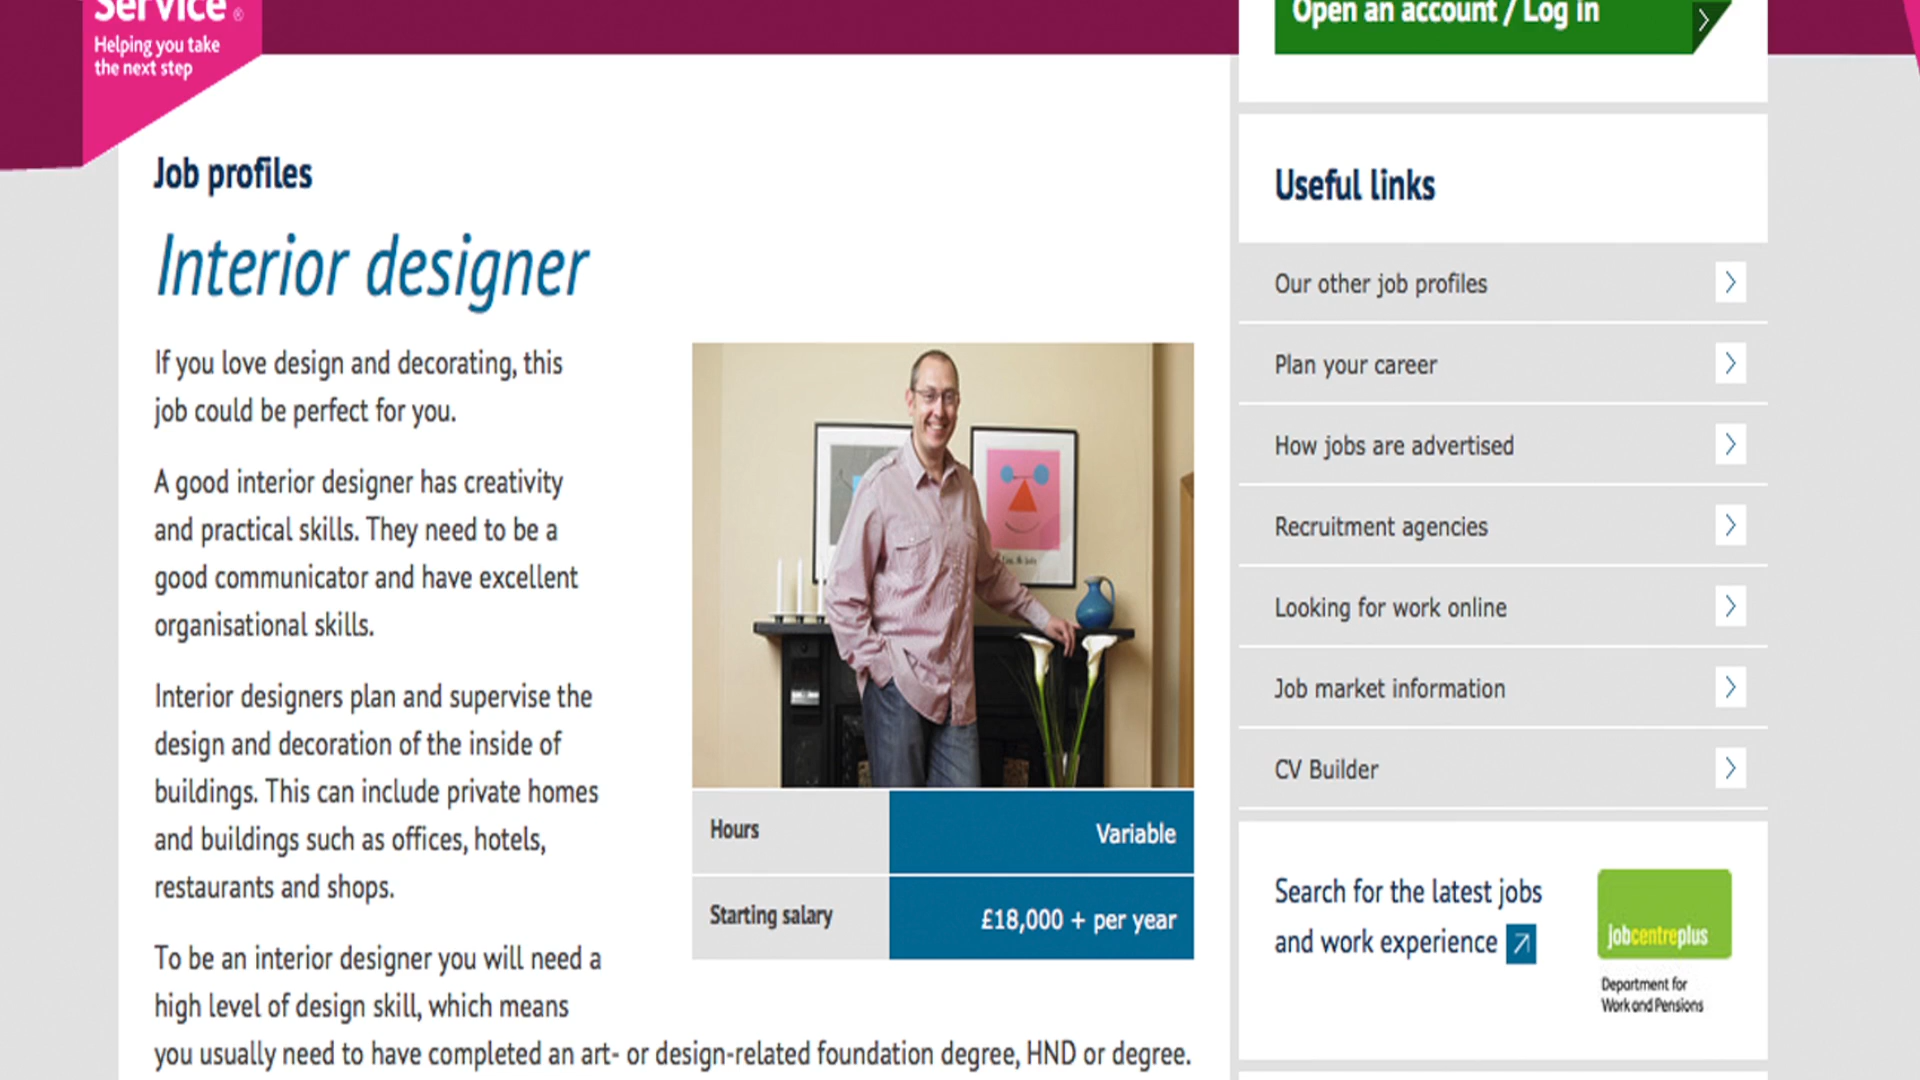 Service
Helping you take
the next step
Open an account / Log in
Job profiles
Interior designer
If you love design and decorating, this
job could be perfect for you.
A good interior designer has creativity
and practical skills. They need to be a
good communicator and have excellent
organisational skills.
Interior designers plan and supervise the
design and decoration of the inside of
buildings. This can include private homes
and buildings such as offices, hotels,
restaurants and shops.
To be an interior designer you will need a
high level of design skill, which means
you usually need to have completed an art- or design-related foundation degree, HND or degree.
Hours
Variable
Starting salary
£18,000 + per year
Useful links
Our other job profiles
Plan your career
How jobs are advertised
Recruitment agencies
Looking for work online
Job market information
CV Builder
Search for the latest jobs
and work experience
jobcentreplus
Department for
Work and Pensions